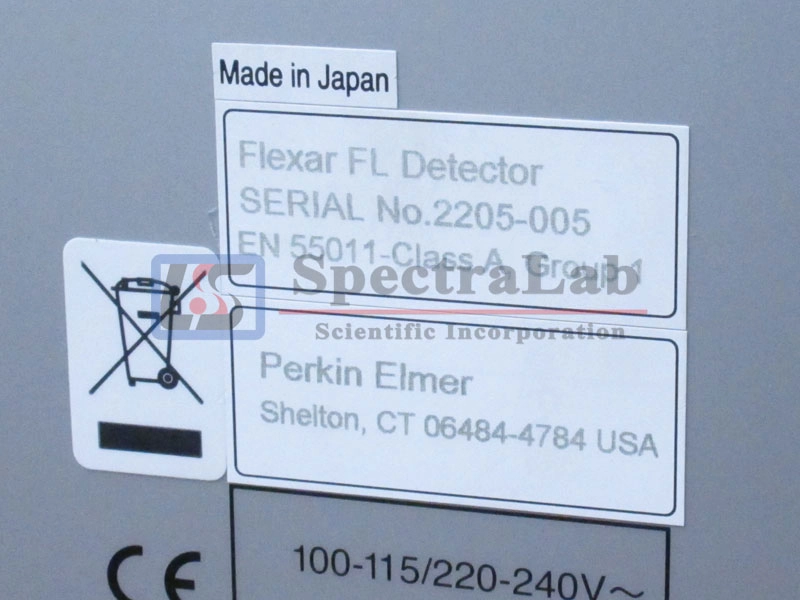 Made in Japan
Flexar FL Detector
SERIAL No.2205-005
EN 55011-Class A, Group 1
SpectraLab
Scientific Incorporation
Perkin Elmer
Shelton, CT 06484-4784 USA
CE
100-115/220-240V~